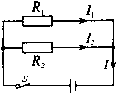 R₁ I₁
R₂ I₂
I